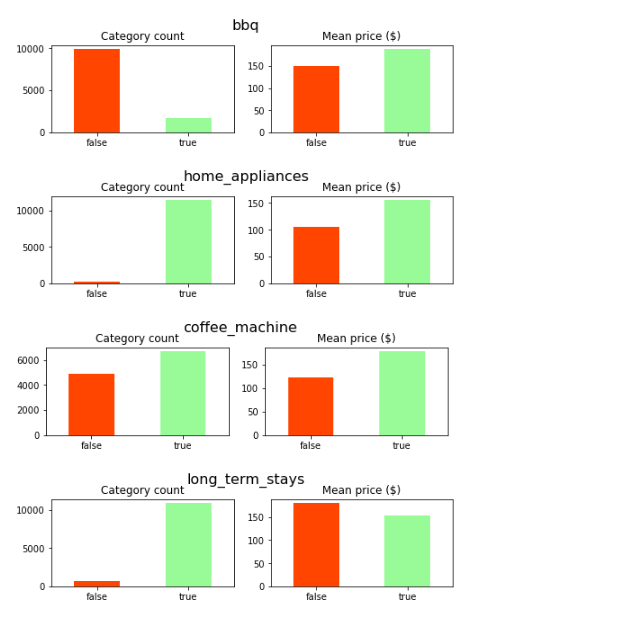 bbq
Category count
Mean price ($)
10000
5000
0
false
true
150
100
50
0
false
true
home_appliances
Category count
Mean price ($)
10000
5000
0
false
true
150
100
50
0
false
true
coffee_machine
Category count
Mean price ($)
6000
4000
2000
0
false
true
150
100
50
0
false
true
long_term_stays
Category count
Mean price ($)
10000
5000
0
false
true
150
100
50
0
false
true